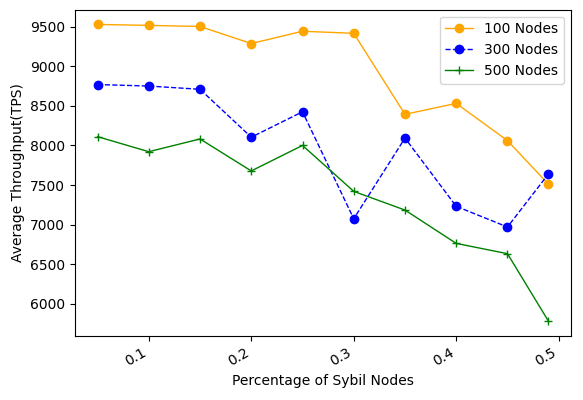 9500
9000
8500
8000
7500
7000
6500
6000
Average Throughput(TPS)
100 Nodes
300 Nodes
500 Nodes
0.1
0.2
0.3
0.4
0.5
Percentage of Sybil Nodes